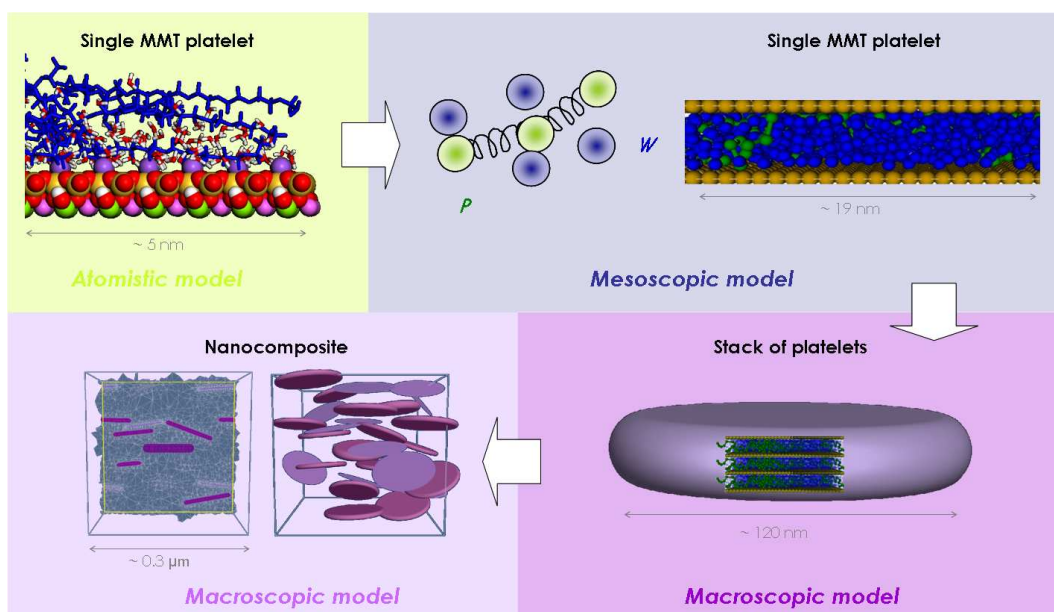 Single MMT platelet
~ 5 nm
Atomistic model
Single MMT platelet
P
W
~ 19 nm
Mesoscopic model
Nanocomposite
~ 0.3 µm
Macroscopic model
Stack of platelets
~ 120 nm
Macroscopic model